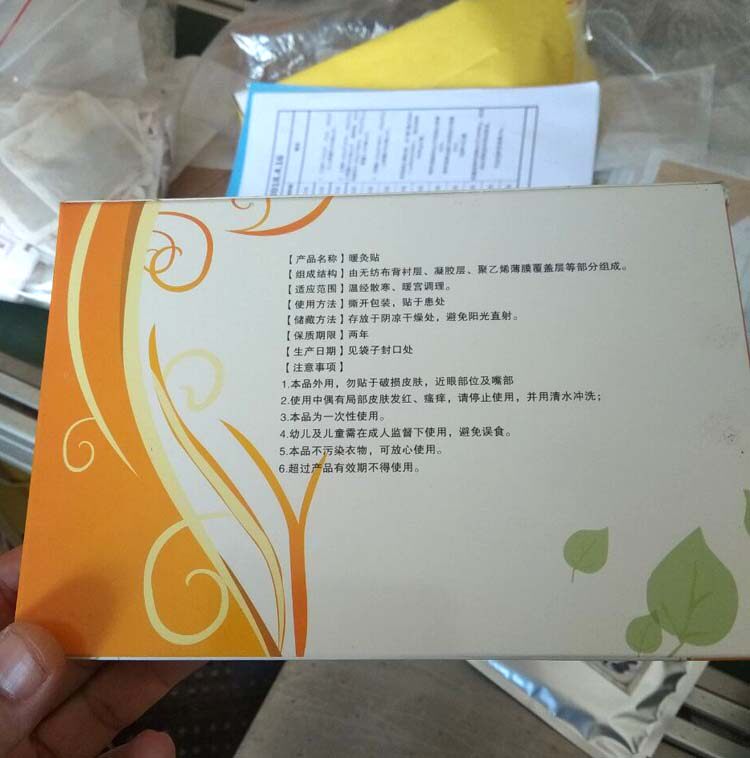 2018.4.16
【产品名称】暖灸贴
【组成结构】由无纺布背衬层、凝胶层、聚乙烯薄膜覆盖层等部分组成。
【适应范围】温经散寒、暖宫调理。
【使用方法】撕开包装，贴于患处
【储藏方法】存放于阴凉干燥处，避免阳光直射。
【保质期限】两年
【生产日期】见袋子封口处
【注意事项】
1.本品外用，勿贴于破损皮肤，近眼部位及嘴部
2.使用中偶有局部皮肤发红、瘙痒，请停止使用，并用清水冲洗；
3.本品为一次性使用。
4.幼儿及儿童需在成人监督下使用，避免误食。
5.本品不污染衣物，可放心使用。
6.超过产品有效期不得使用。